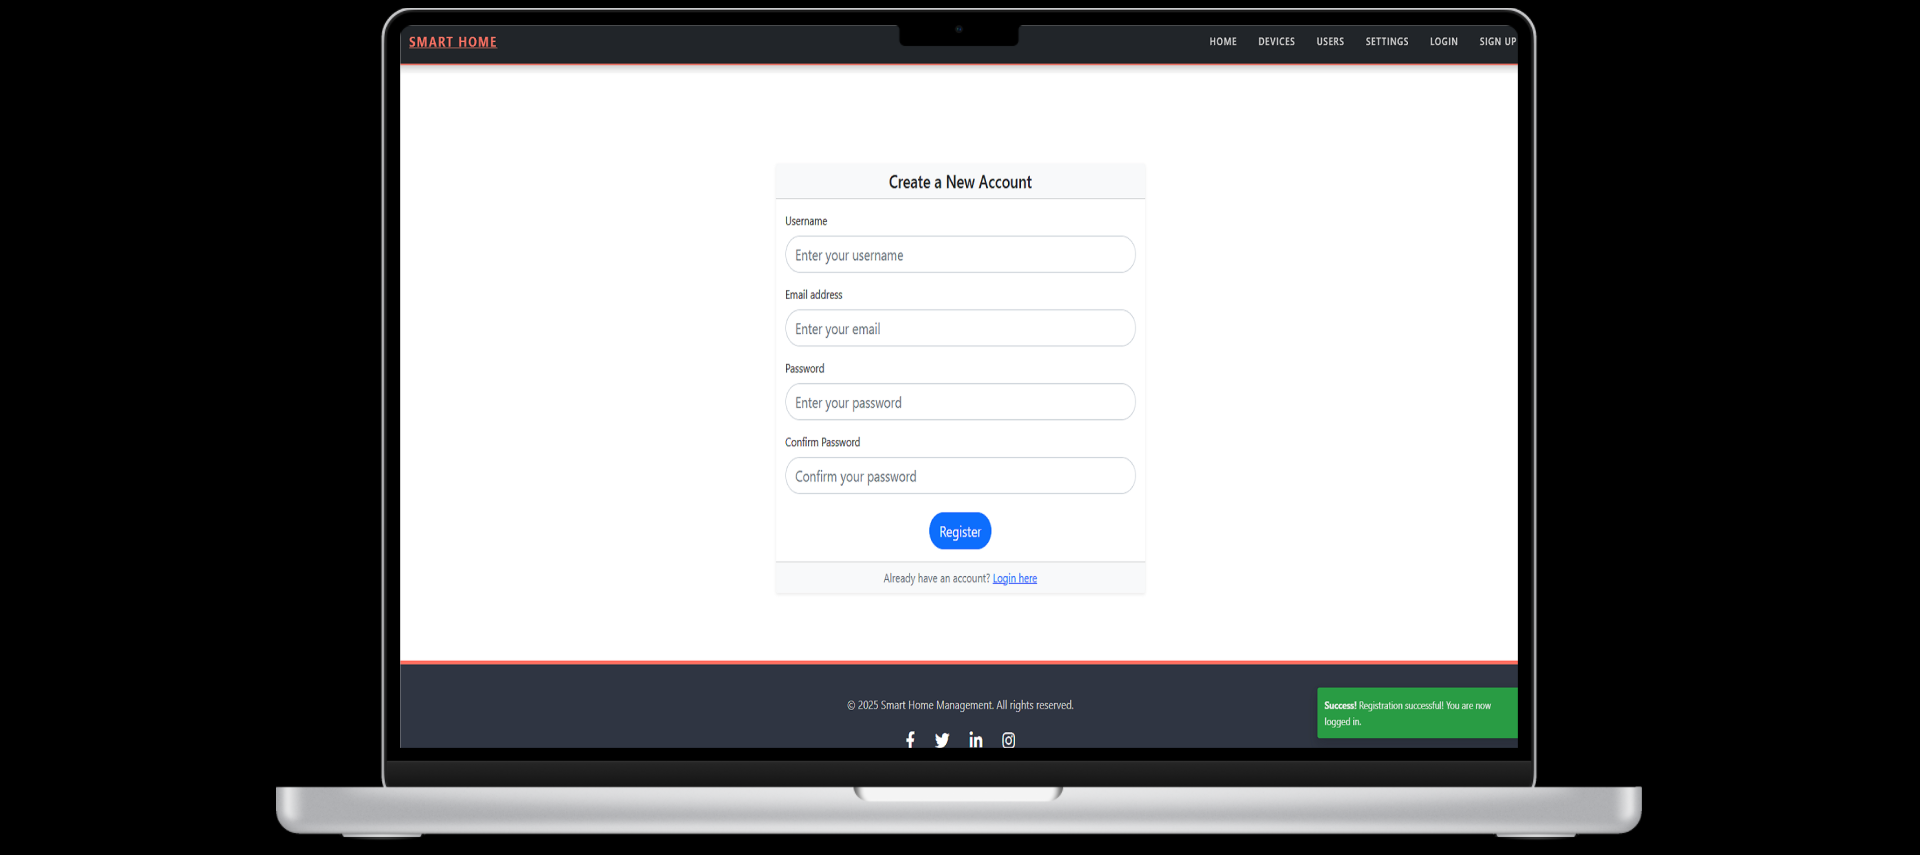 SMART HOME
HOME DEVICES USERS SETTINGS LOGIN SIGN UP
Create a New Account
Username
Enter your username
Email address
Enter your email
Password
Enter your password
Confirm Password
Confirm your password
Register
Already have an account? Login here
© 2025 Smart Home Management. All rights reserved.
Success! Registration successful! You are now
logged in.